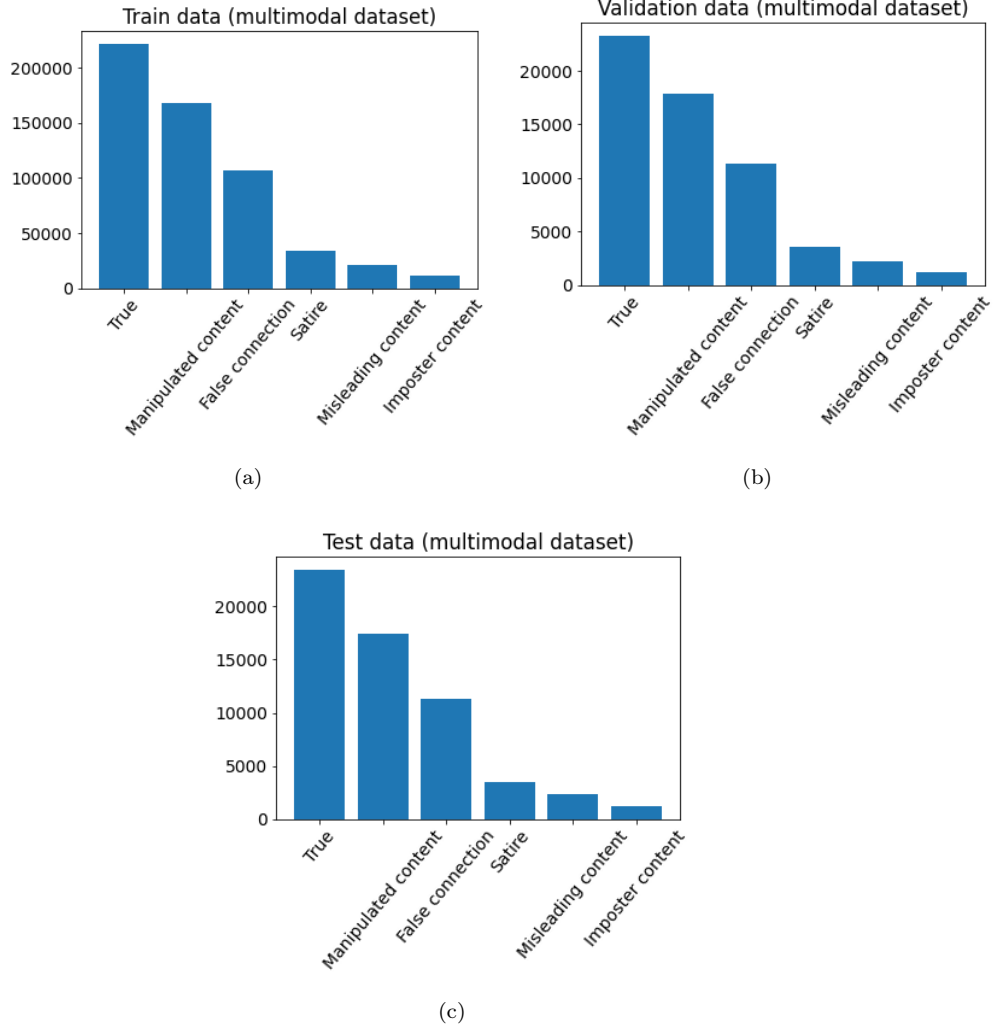 Train data (multimodal dataset)
200000
150000
100000
50000
0
True
Manipulated content
False connection
Satire
Misleading content
Imposter content
(a)
Validation data (multimodal dataset)
20000
15000
10000
5000
0
True
Manipulated content
False connection
Satire
Misleading content
Imposter content
(b)
Test data (multimodal dataset)
20000
15000
10000
5000
0
True
Manipulated content
False connection
Satire
Misleading content
Imposter content
(c)